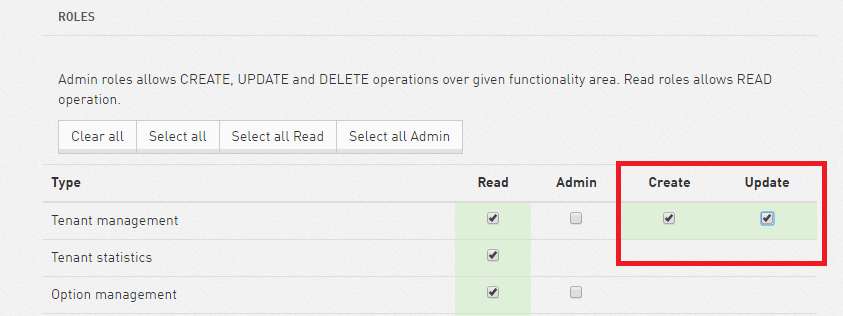 ROLES
Admin roles allows CREATE, UPDATE and DELETE operations over given functionality area. Read roles allows READ
operation.
Clear all Select all Select all Read Select all Admin
Type Read Admin Create Update
Tenant management
Tenant statistics
Option management